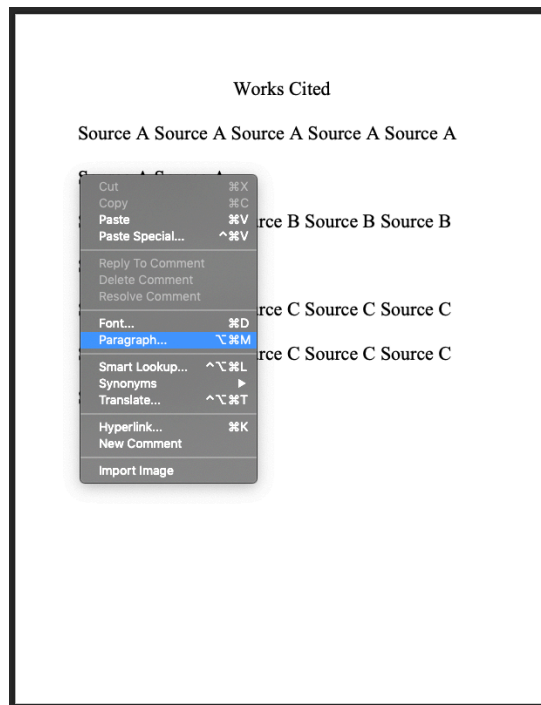 Works Cited
Source A Source A Source A Source A Source A
Cut ⌘X
Copy ⌘C
Paste ⌘V
rce B Source B Source B
Paste Special... ^⌘V
Reply To Comment
Delete Comment
Resolve Comment
rce C Source C Source C
Font... ⌘D
Paragraph... ⌥⌘M
rce C Source C Source C
Smart Lookup... ^⌥⌘L
Synonyms ▶
Translate... ^⌥⌘T
Hyperlink... ⌘K
New Comment
Import Image